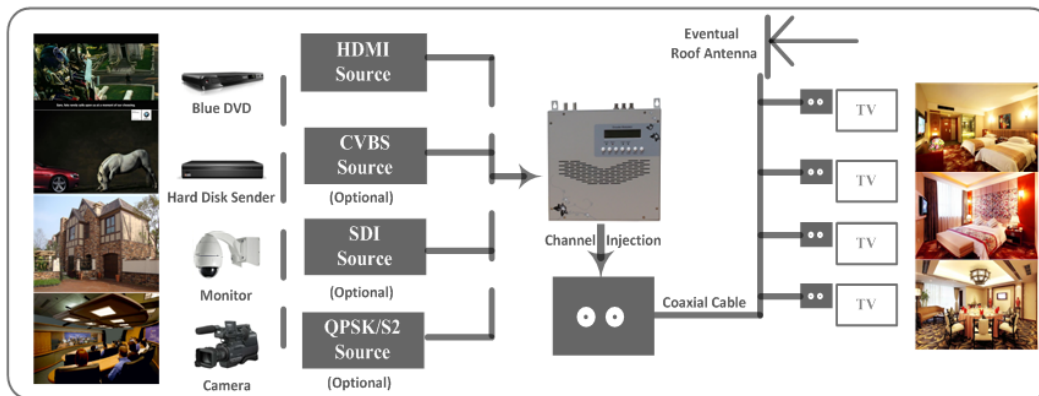 Blue DVD
Hard Disk Sender
Monitor
Camera
HDMI
Source
CVBS
Source
(Optional)
SDI
Source
(Optional)
QPSK/S2
Source
(Optional)
Channel Injection
Coaxial Cable
Eventual
Roof Antenna
TV
TV
TV
TV